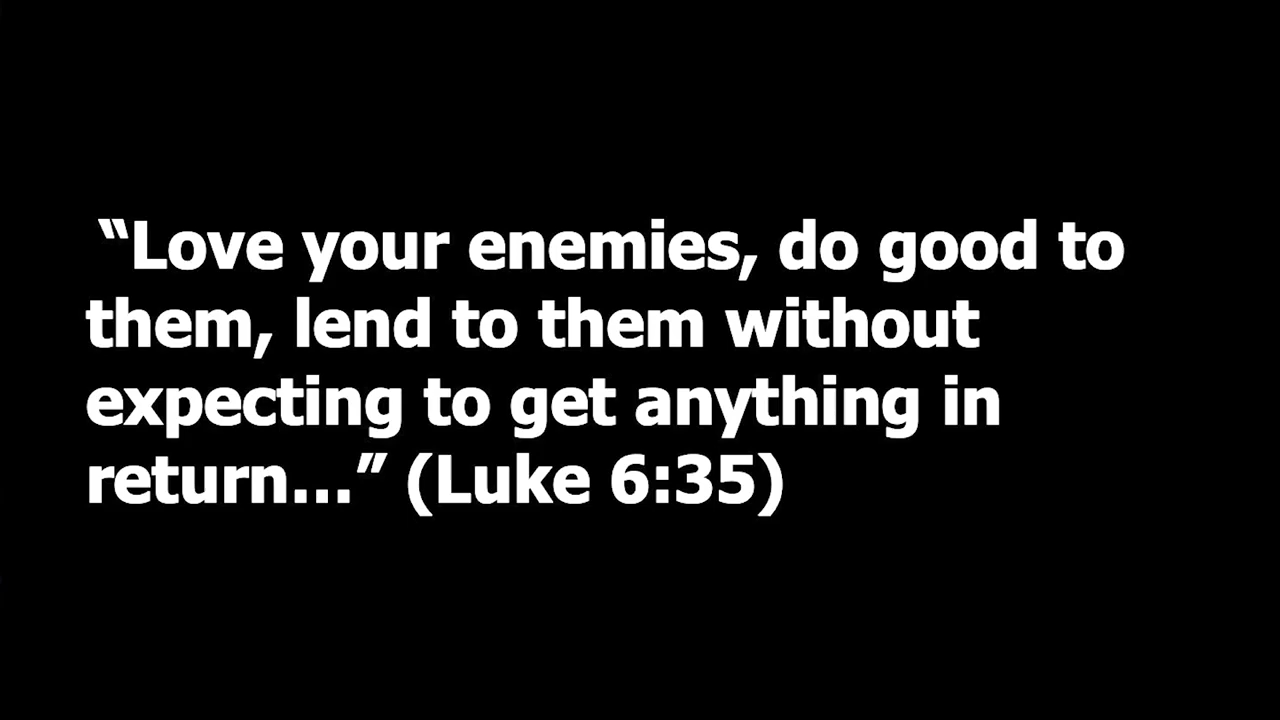 “Love your enemies, do good to
them, lend to them without
expecting to get anything in
return…” (Luke 6:35)